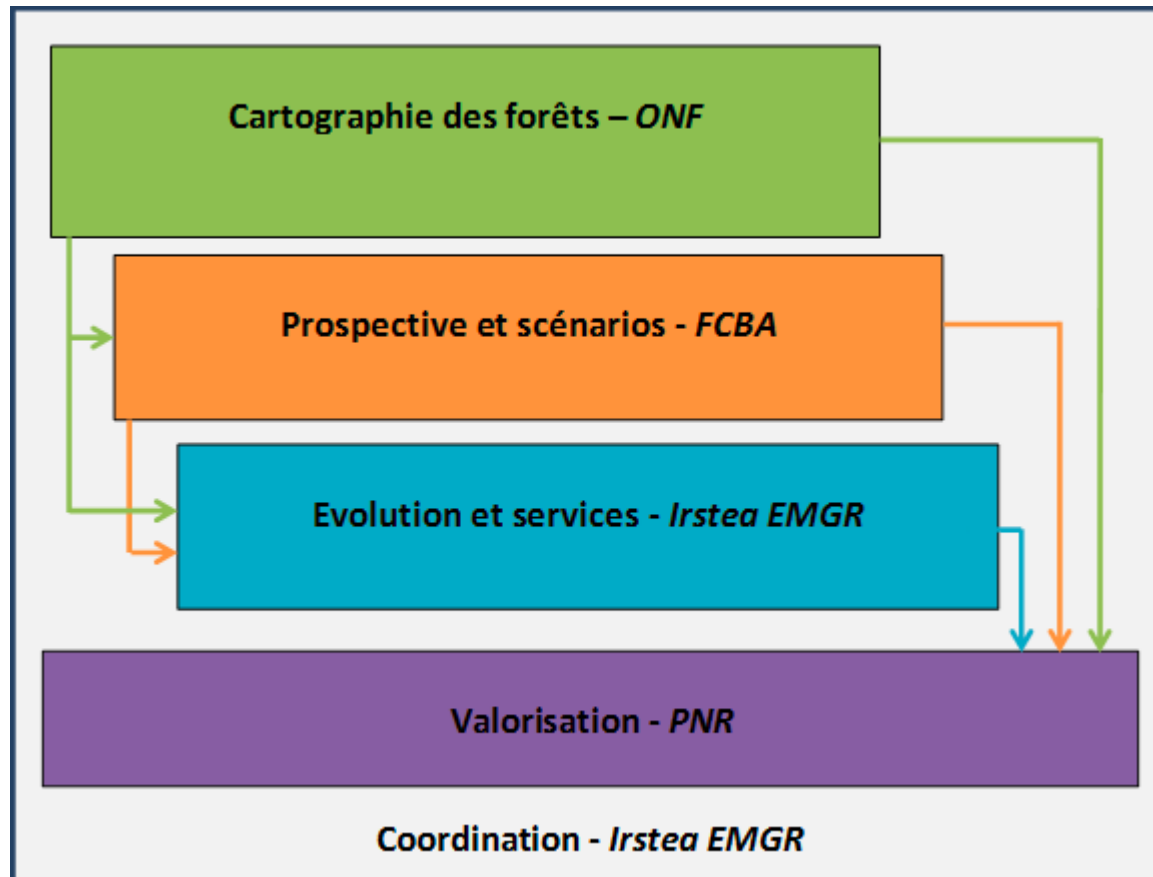 Cartographie des forêts – ONF
Prospective et scénarios - FCBA
Evolution et services - Irstea EMGR
Valorisation - PNR
Coordination - Irstea EMGR